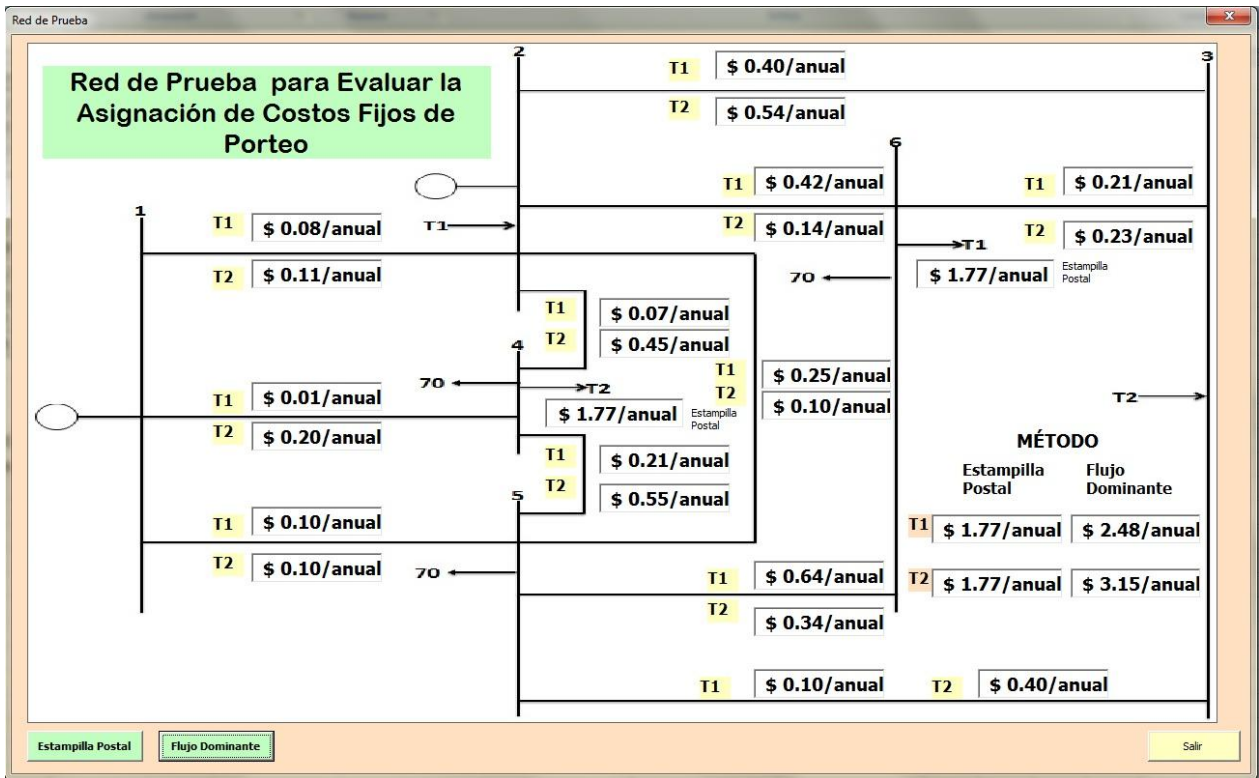 Red de Prueba
Red de Prueba para Evaluar la
Asignación de Costos Fijos de
Porteo
2
T1 $ 0.40/anual
T2 $ 0.54/anual
3
6
T1 $ 0.42/anual
T1 $ 0.21/anual
T2 $ 0.14/anual
T2 $ 0.23/anual
1
T1 $ 0.08/anual
T1
T2 $ 0.11/anual
T1
$ 1.77/anual Estampilla
Postal
70
T1 $ 0.07/anual
T2 $ 0.45/anual
4
70
T2
$ 1.77/anual Estampilla
Postal
T1 $ 0.25/anual
T2 $ 0.10/anual
T2
T1 $ 0.01/anual
T2 $ 0.20/anual
T1 $ 0.21/anual
T2 $ 0.55/anual
MÉTODO
Estampilla Flujo
Postal Dominante
T1 $ 1.77/anual $ 2.48/anual
T2 $ 1.77/anual $ 3.15/anual
5
T1 $ 0.10/anual
T2 $ 0.10/anual
70
T1 $ 0.64/anual
T2 $ 0.34/anual
T1 $ 0.10/anual T2 $ 0.40/anual
Estampilla Postal Flujo Dominante Salir